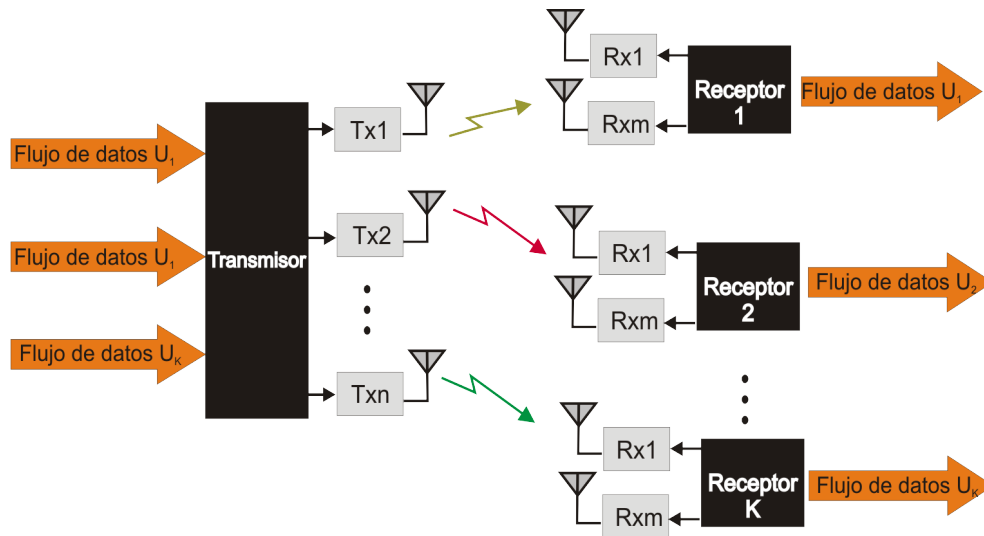 Flujo de datos U₁
Flujo de datos U₁
Flujo de datos Uₖ
Transmisor
Tx1
Tx2
Txn
Rx1
Rxm
Receptor
1
Flujo de datos U₁
Rx1
Rxm
Receptor
2
Flujo de datos U₂
Rx1
Rxm
Receptor
K
Flujo de datos Uₖ